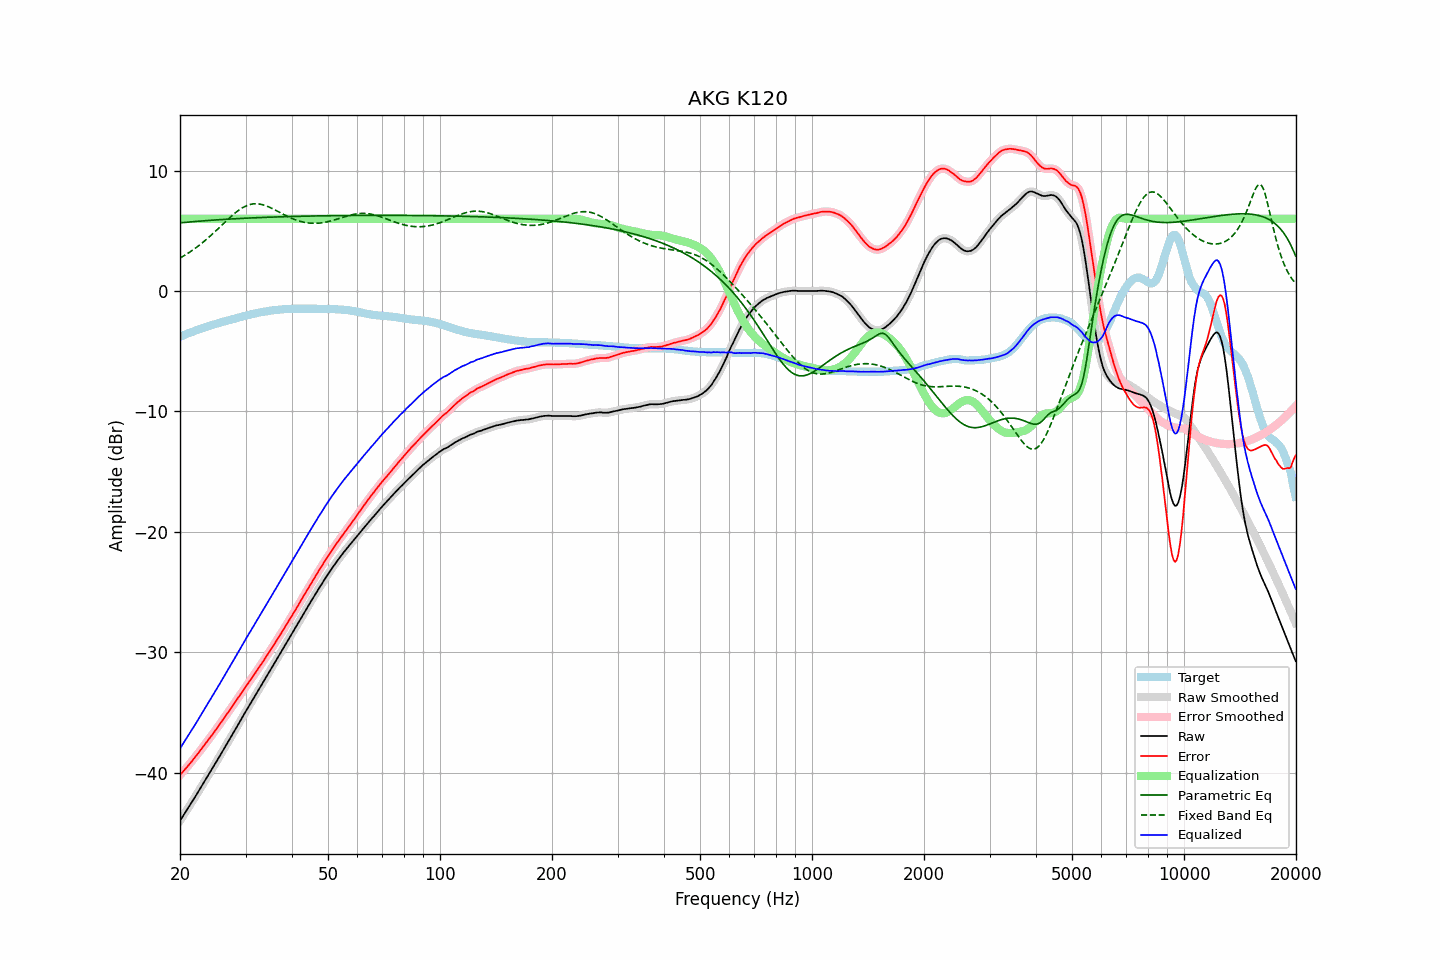 AKG K120
10
0
−10
−20
−30
−40
Amplitude (dBr)
20
50
100
200
500
1000
2000
5000
10000
20000
Frequency (Hz)
Target
Raw Smoothed
Error Smoothed
Raw
Error
Equalization
Parametric Eq
Fixed Band Eq
Equalized